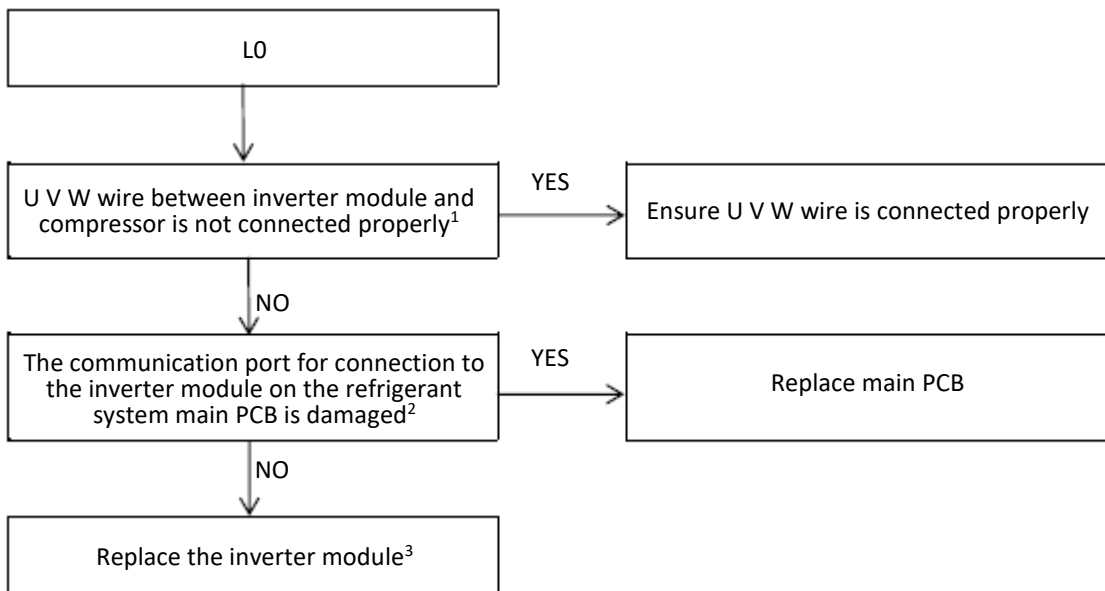 L0
U V W wire between inverter module and
compressor is not connected properly¹
YES
Ensure U V W wire is connected properly
NO
The communication port for connection to
the inverter module on the refrigerant
system main PCB is damaged²
YES
Replace main PCB
NO
Replace the inverter module³